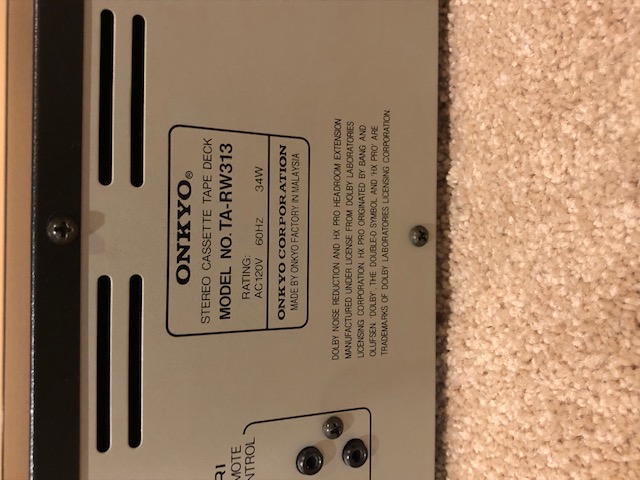 ONKYO®
STEREO CASSETTE TAPE DECK
MODEL NO. TA-RW313
RATING:
AC120V 60Hz 34W
ONKYO CORPORATION
MADE BY ONKYO FACTORY IN MALAYSIA
DOLBY NOISE REDUCTION AND HX PRO HEADROOM EXTENSION
MANUFACTURED UNDER LICENSE FROM DOLBY LABORATORIES
LICENSING CORPORATION. HX PRO ORIGINATED BY BANG AND
OLUFSEN. 'DOLBY', THE DOUBLE-D SYMBOL AND 'HX PRO' ARE
TRADEMARKS OF DOLBY LABORATORIES LICENSING CORPORATION.
RI
MOTE
NTROL